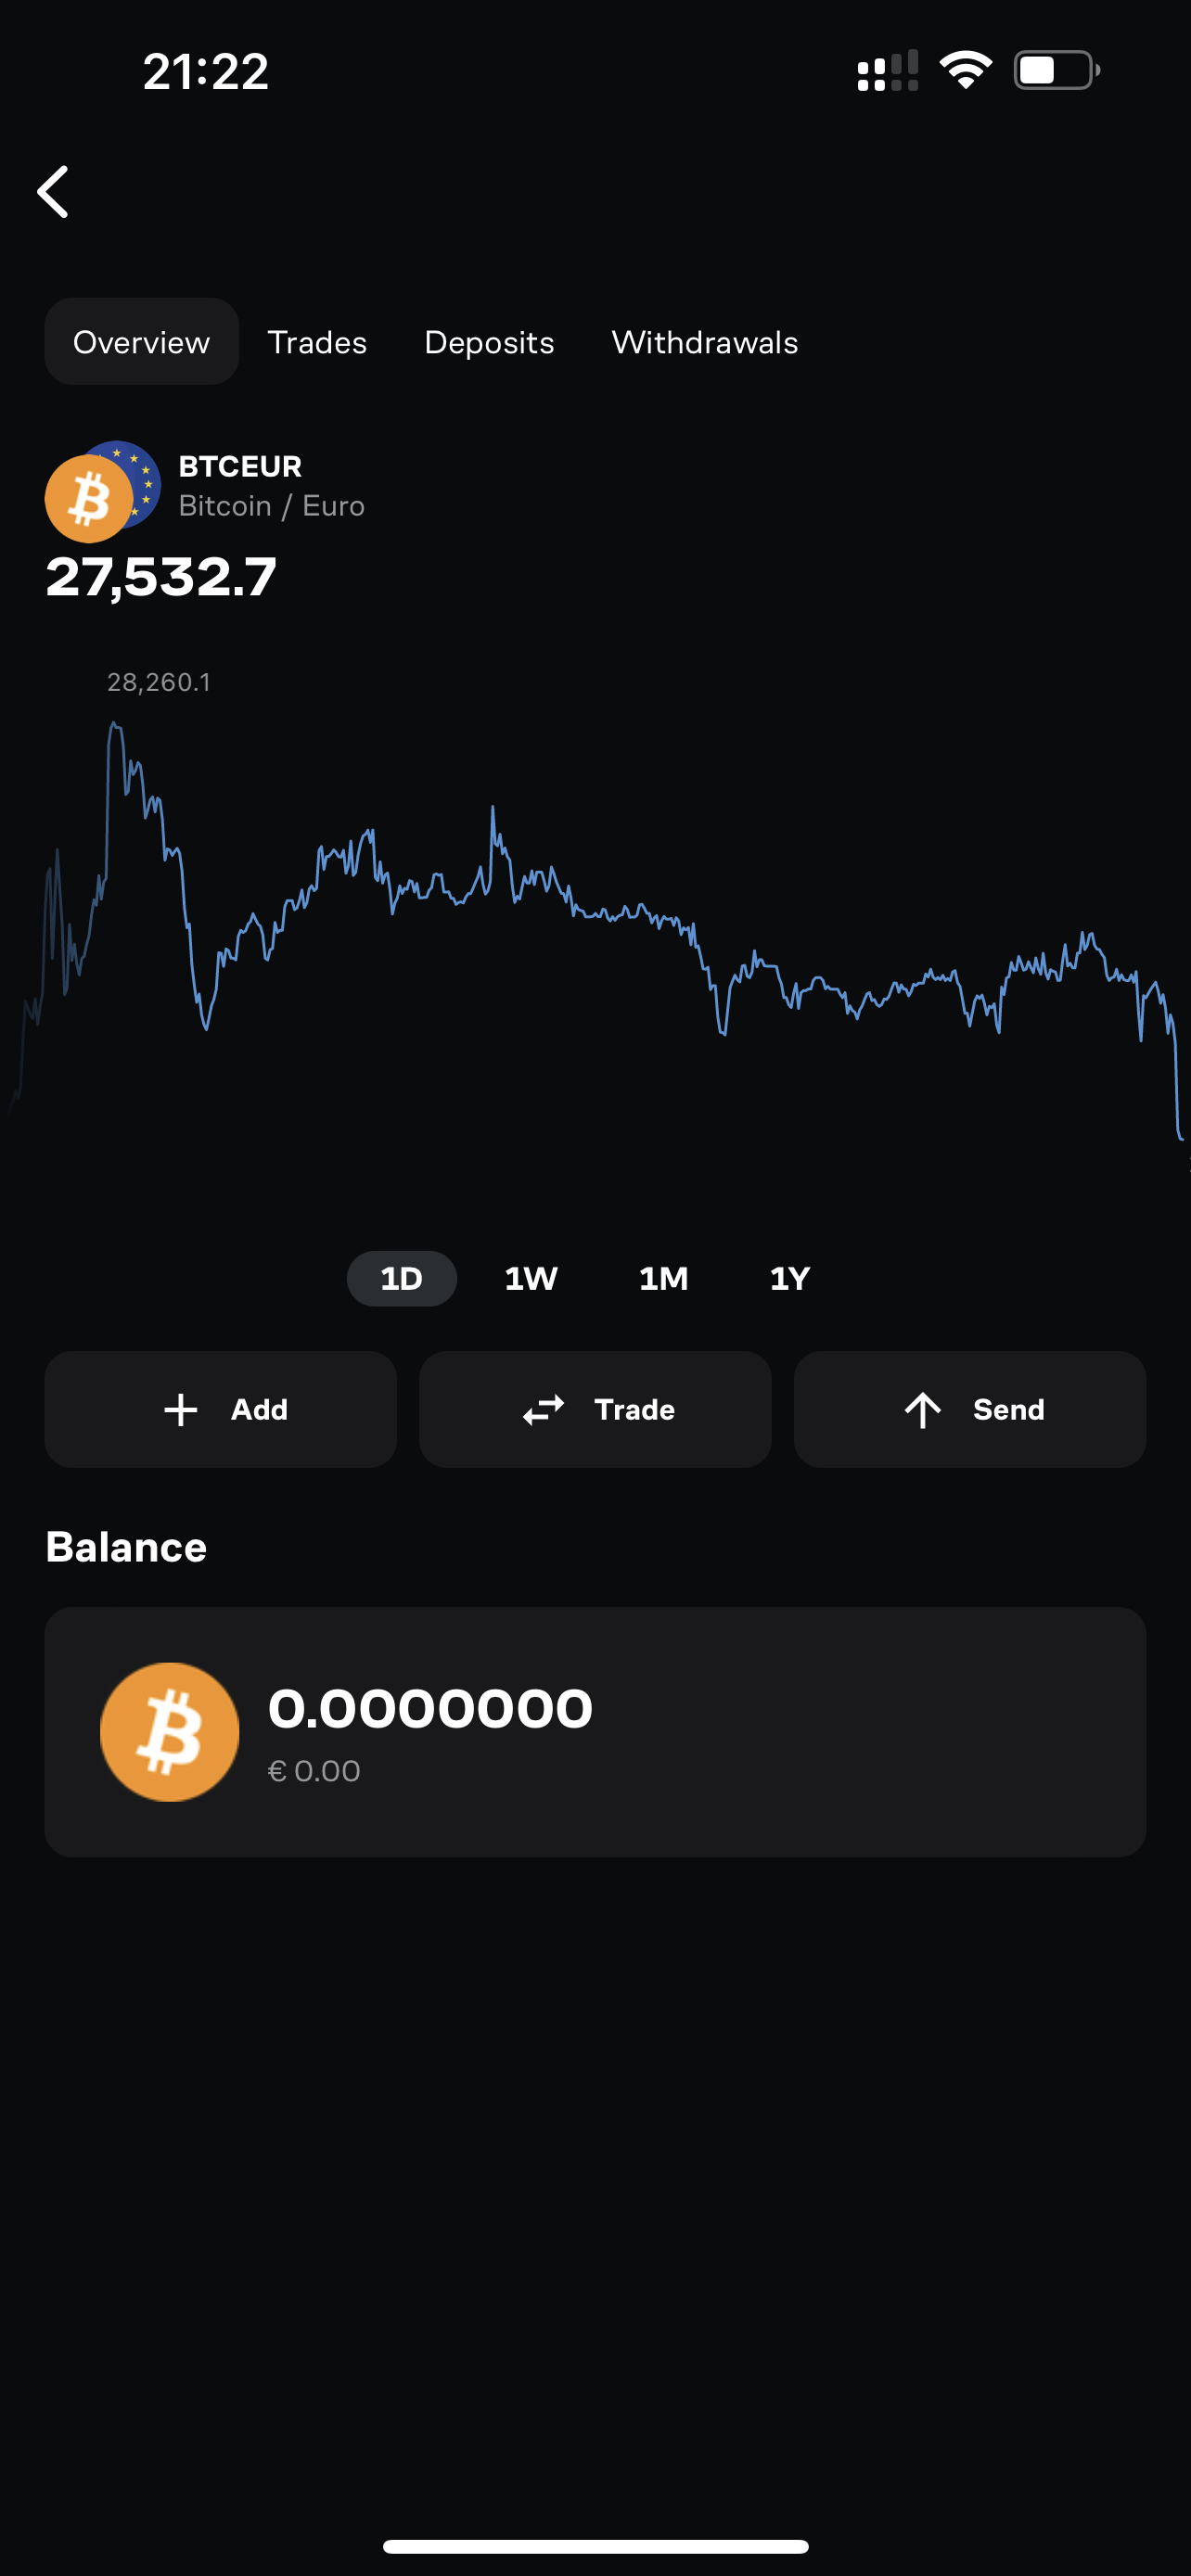 21:22
Overview Trades Deposits Withdrawals
BTCEUR
Bitcoin / Euro
27,532.7
28,260.1
1D 1W 1M 1Y
Add Trade Send
Balance
0.0000000
€ 0.00